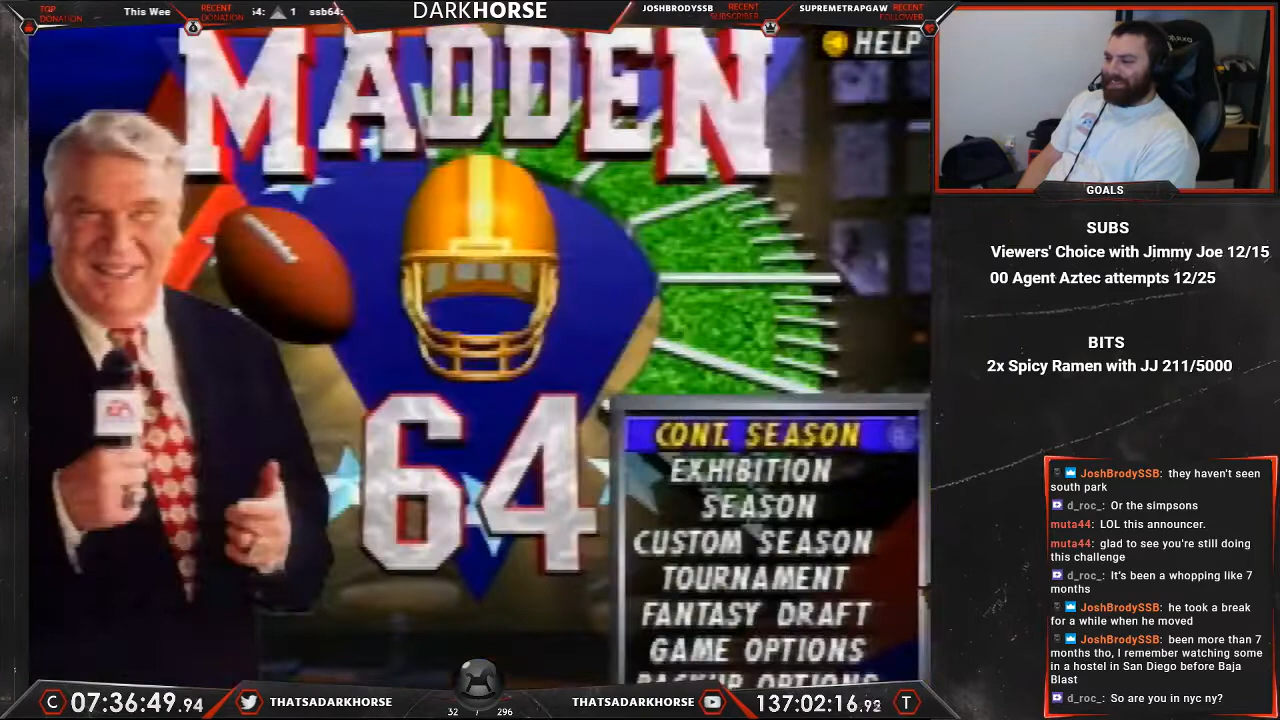 TOP
DONATION
This Wee
RECENT
DONATION
i4: 1 ssb64:
DARKHORSE
JOSHBRODYSSB
RECENT
SUBSCRIBER
SUPREMETRAPGAW
RECENT
FOLLOWER
MADDEN
64
HELP
EA
CONT. SEASON
EXHIBITION
SEASON
CUSTOM SEASON
TOURNAMENT
FANTASY DRAFT
GAME OPTIONS
BACKUP OPTIONS
GOALS
SUBS
Viewers' Choice with Jimmy Joe 12/15
00 Agent Aztec attempts 12/25
BITS
2x Spicy Ramen with JJ 211/5000
JoshBrodySSB: they haven't seen
south park
d_roc_: Or the simpsons
muta44: LOL this announcer.
muta44: glad to see you're still doing
this challenge
d_roc_: It's been a whopping like 7
months
JoshBrodySSB: he took a break
for a while when he moved
JoshBrodySSB: been more than 7
months tho, I remember watching some
in a hostel in San Diego before Baja
Blast
d_roc_: So are you in nyc ny?
C 07:36:49.94
THATSADARKHORSE
32 / 296
THATSADARKHORSE
137:02:16.92 T